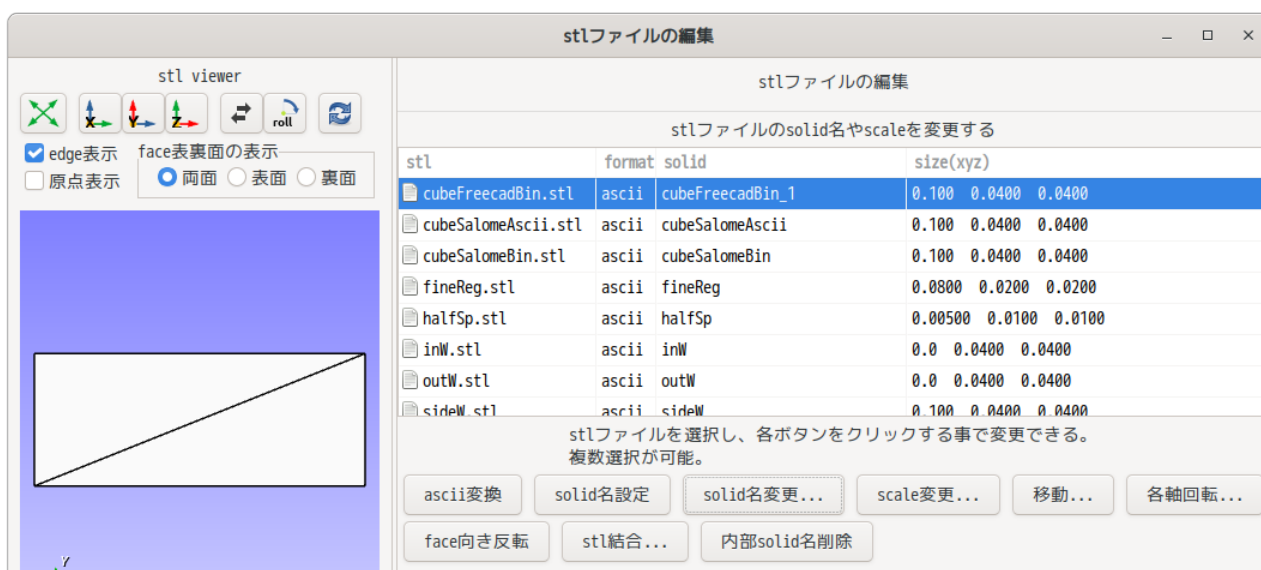 stlファイルの編集
stl viewer
X Y Z roll
edge表示
face表裏面の表示
原点表示
両面 表面 裏面
Y
stlファイルの編集
stlファイルのsolid名やscaleを変更する
stl format solid size(xyz)
cubeFreecadBin.stl ascii cubeFreecadBin_1 0.100 0.0400 0.0400
cubeSalomeAscii.stl ascii cubeSalomeAscii 0.100 0.0400 0.0400
cubeSalomeBin.stl ascii cubeSalomeBin 0.100 0.0400 0.0400
fineReg.stl ascii fineReg 0.0800 0.0200 0.0200
halfSp.stl ascii halfSp 0.00500 0.0100 0.0100
inW.stl ascii inW 0.0 0.0400 0.0400
outW.stl ascii outW 0.0 0.0400 0.0400
sideW.stl ascii sideW 0.100 0.0400 0.0400
stlファイルを選択し、各ボタンをクリックする事で変更できる。
複数選択が可能。
ascii変換 solid名設定 solid名変更... scale変更... 移動... 各軸回転...
face向き反転 stl結合... 内部solid名削除